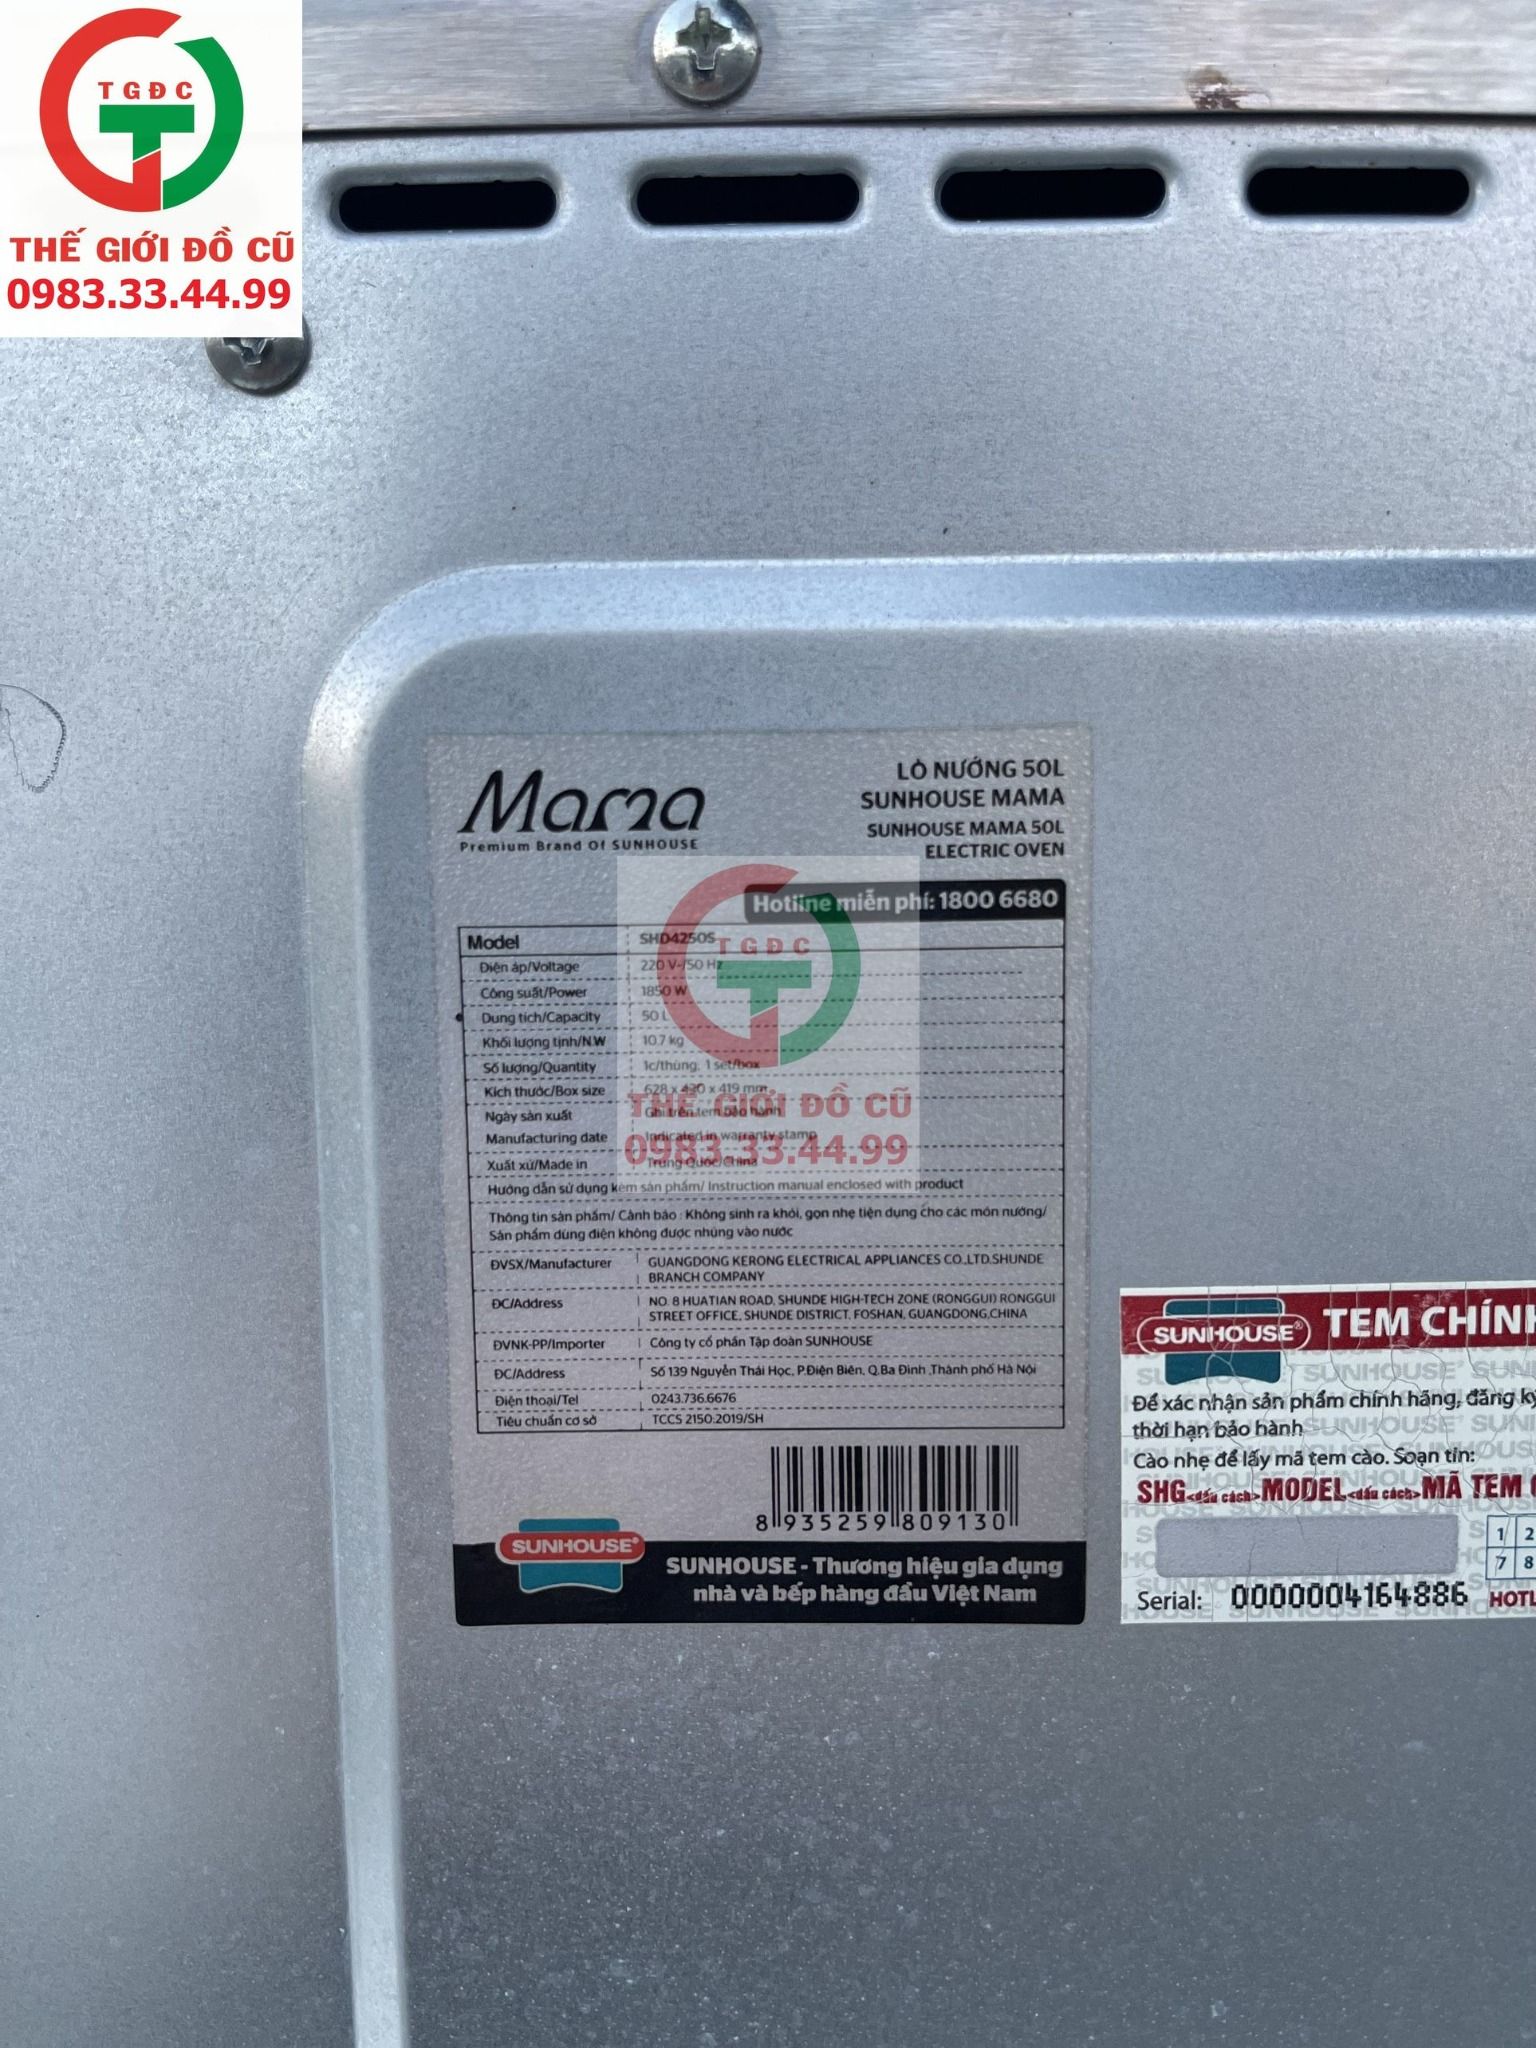 TGĐC
THẾ GIỚI ĐỒ CŨ
0983.33.44.99
Mama
Premium Brand Of SUNHOUSE
LÒ NƯỚNG 50L
SUNHOUSE MAMA
SUNHOUSE MAMA 50L
ELECTRIC OVEN
Hotline miễn phí: 1800 6680
Model SHD4250S
Điện áp/Voltage 220 V~/50 Hz
Công suất/Power 1850 W
Dung tích/Capacity 50 L
Khối lượng tịnh/N.W 10.7 kg
Số lượng/Quantity 1c/thùng, 1 set/box
Kích thước/Box size 628 x 420 x 419 mm
Ngày sản xuất Ghi trên tem bảo hành
Manufacturing date Indicated in warranty stamp
Xuất xứ/Made in Trung Quốc/China
Hướng dẫn sử dụng kèm sản phẩm/ Instruction manual enclosed with product
Thông tin sản phẩm/ Cảnh báo : Không sinh ra khói, gọn nhẹ tiện dụng cho các món nướng/
Sản phẩm dùng điện không được nhúng vào nước
ĐVSX/Manufacturer GUANGDONG KERONG ELECTRICAL APPLIANCES CO.,LTD.SHUNDE
BRANCH COMPANY
ĐC/Address NO. 8 HUATIAN ROAD, SHUNDE HIGH-TECH ZONE (RONGGUI) RONGGUI
STREET OFFICE, SHUNDE DISTRICT, FOSHAN, GUANGDONG,CHINA
ĐVNK-PP/Importer Công ty cổ phần Tập đoàn SUNHOUSE
ĐC/Address Số 139 Nguyễn Thái Học, P.Điện Biên, Q.Ba Đình ,Thành phố Hà Nội
Điện thoại/Tel 0243.736.6676
Tiêu chuẩn cơ sở TCCS 2150:2019/SH
8 935259 809130
SUNHOUSE®
SUNHOUSE - Thương hiệu gia dụng
nhà và bếp hàng đầu Việt Nam
TGĐC
THẾ GIỚI ĐỒ CŨ
0983.33.44.99
SUNHOUSE® TEM CHÍNH
Để xác nhận sản phẩm chính hãng, đăng ký
thời hạn bảo hành
Cào nhẹ để lấy mã tem cào. Soạn tin:
SHG<dấu cách>MODEL<dấu cách>MÃ TEM
1 2
7 8
Serial: 0000004164886